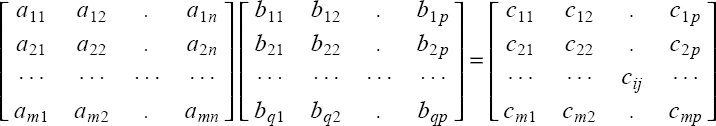 [ a11 a12 . a1n ] [ b11 b12 . b1p ] [ c11 c12 . c1p ]
[ a21 a22 . a2n ] [ b21 b22 . b2p ] = [ c21 c22 . c2p ]
[ ... ... ... ... ] [ ... ... ... ... ] [ ... ... cij ... ]
[ am1 am2 . amn ] [ bq1 bq2 . bqp ] [ cm1 cm2 . cmp ]